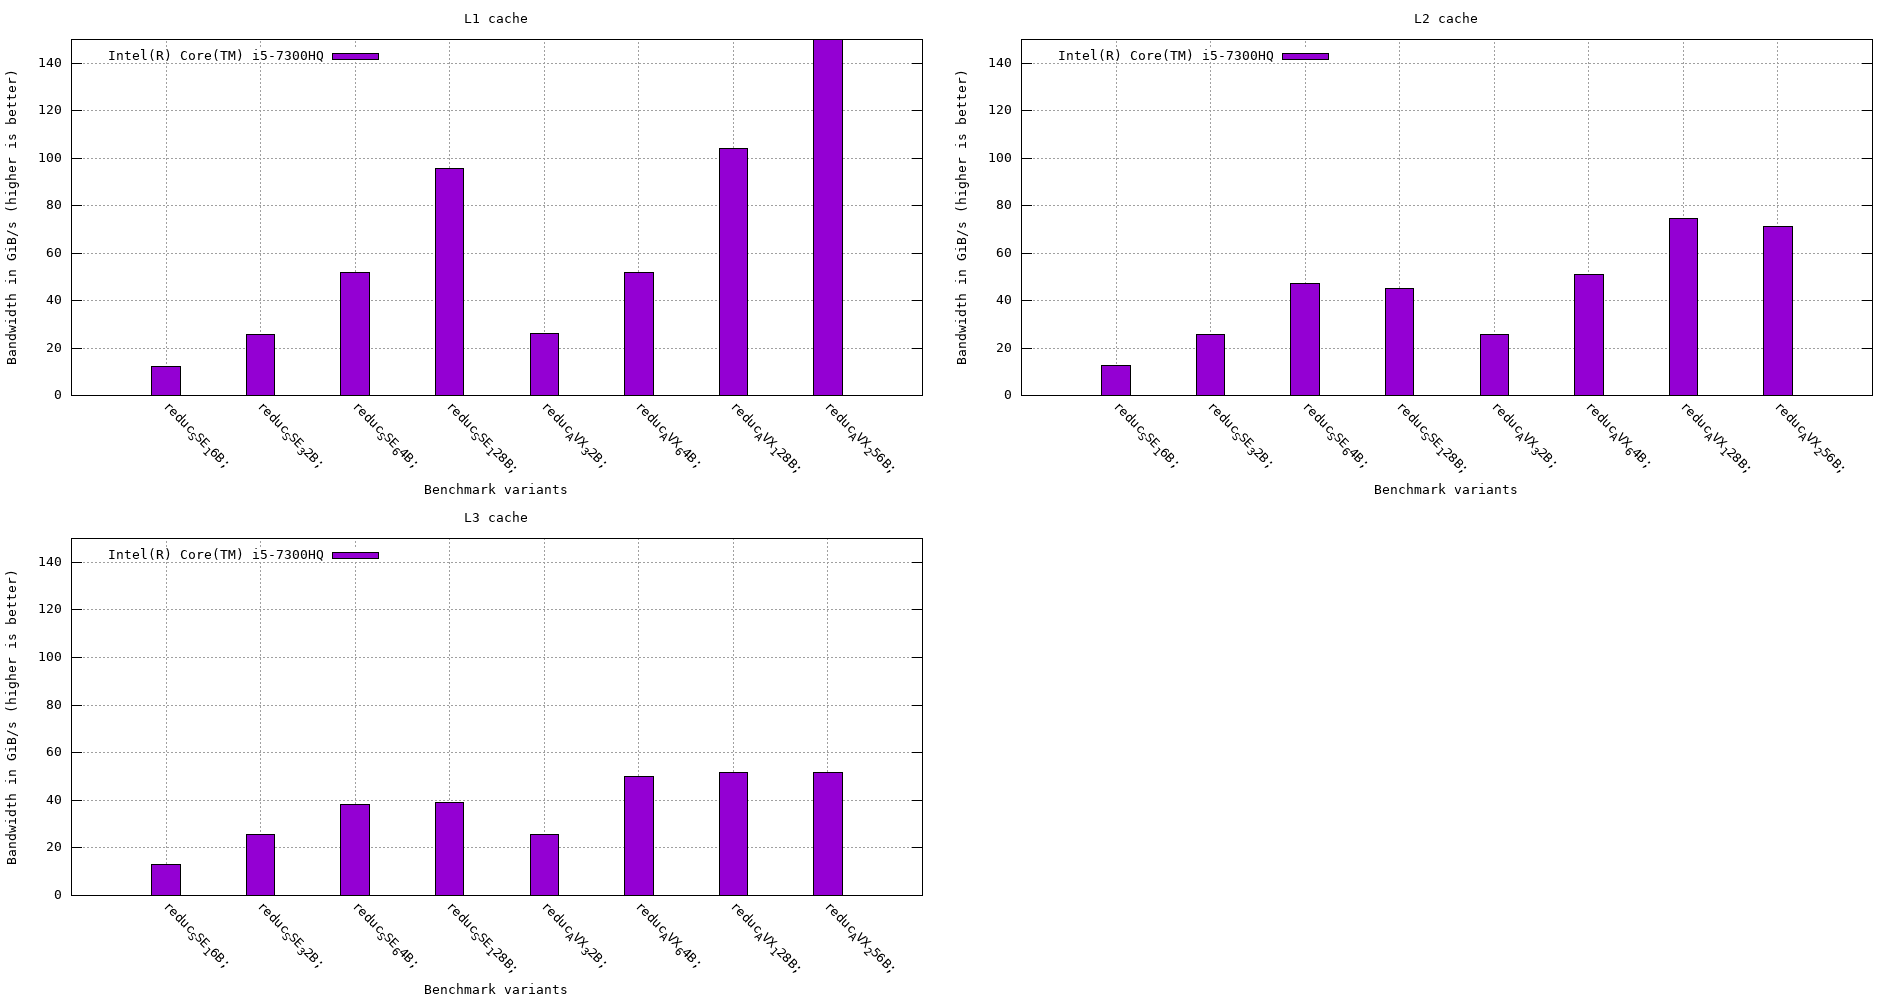 L1 cache
Intel(R) Core(TM) i5-7300HQ
140
120
100
80
60
40
20
0
Bandwidth in GiB/s (higher is better)
reducSSE16B;
reducSSE32B;
reducSSE64B;
reducSSE128B;
reducAVX32B;
reducAVX64B;
reducAVX128B;
reducAVX256B;
Benchmark variants
L2 cache
Intel(R) Core(TM) i5-7300HQ
140
120
100
80
60
40
20
0
Bandwidth in GiB/s (higher is better)
reducSSE16B;
reducSSE32B;
reducSSE64B;
reducSSE128B;
reducAVX32B;
reducAVX64B;
reducAVX128B;
reducAVX256B;
Benchmark variants
L3 cache
Intel(R) Core(TM) i5-7300HQ
140
120
100
80
60
40
20
0
Bandwidth in GiB/s (higher is better)
reducSSE16B;
reducSSE32B;
reducSSE64B;
reducSSE128B;
reducAVX32B;
reducAVX64B;
reducAVX128B;
reducAVX256B;
Benchmark variants